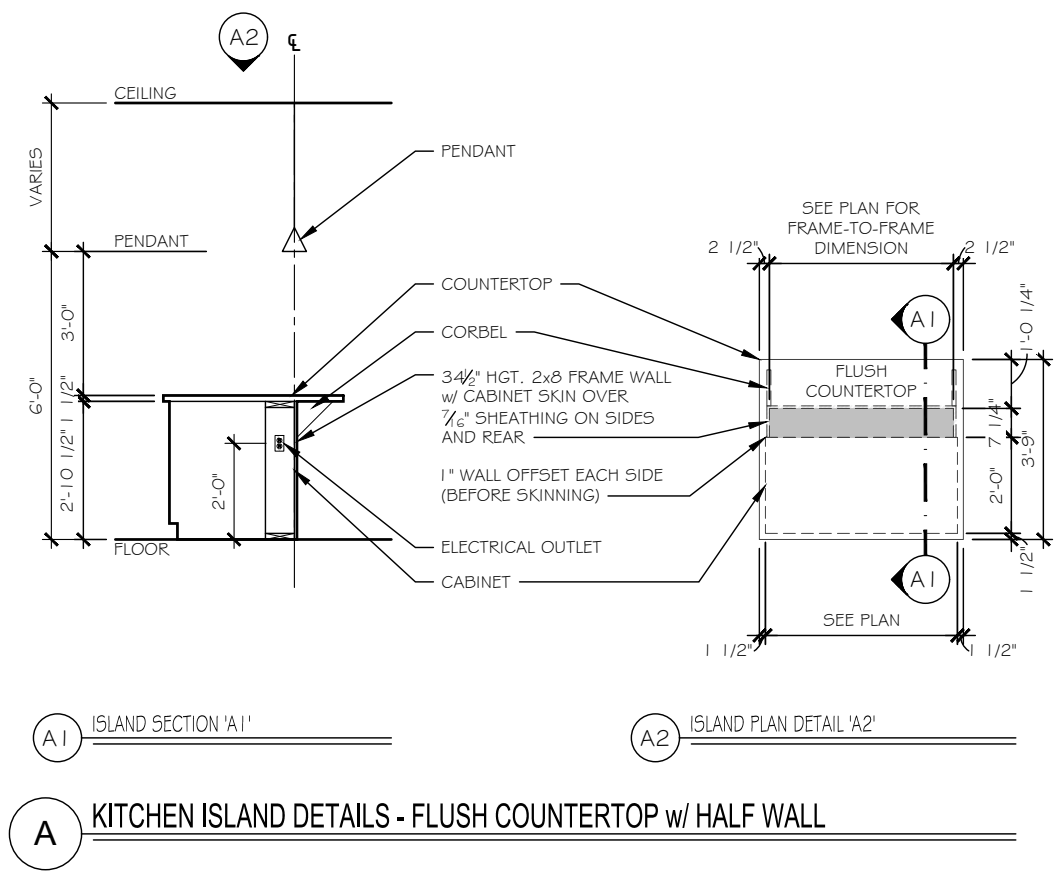 A2
℄
CEILING
VARIES
PENDANT
PENDANT
3'-0"
6'-0"
1 1/2"
2'-10 1/2"
2'-0"
FLOOR
COUNTERTOP
CORBEL
34½" HGT. 2x8 FRAME WALL
w/ CABINET SKIN OVER
7/16" SHEATHING ON SIDES
AND REAR
1" WALL OFFSET EACH SIDE
(BEFORE SKINNING)
ELECTRICAL OUTLET
CABINET
SEE PLAN FOR
FRAME-TO-FRAME
DIMENSION
2 1/2"
2 1/2"
A1
FLUSH
COUNTERTOP
1'-0 1/4"
7 1/4"
3'-9"
2'-0"
1 1/2"
A1
SEE PLAN
1 1/2"
1 1/2"
A1
ISLAND SECTION 'A1'
A2
ISLAND PLAN DETAIL 'A2'
A
KITCHEN ISLAND DETAILS - FLUSH COUNTERTOP w/ HALF WALL